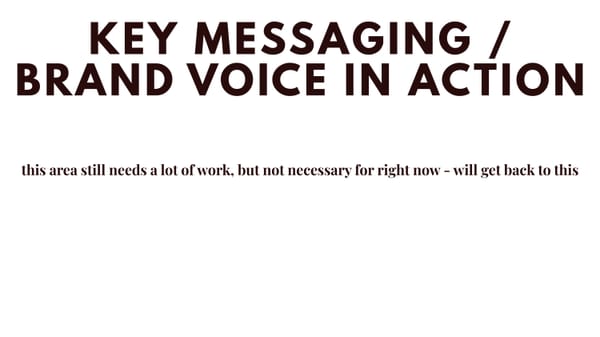 KEY MESSAGING /
BRAND VOICE IN ACTION
this area still needs a lot of work, but not necessary for right now - will get back to this